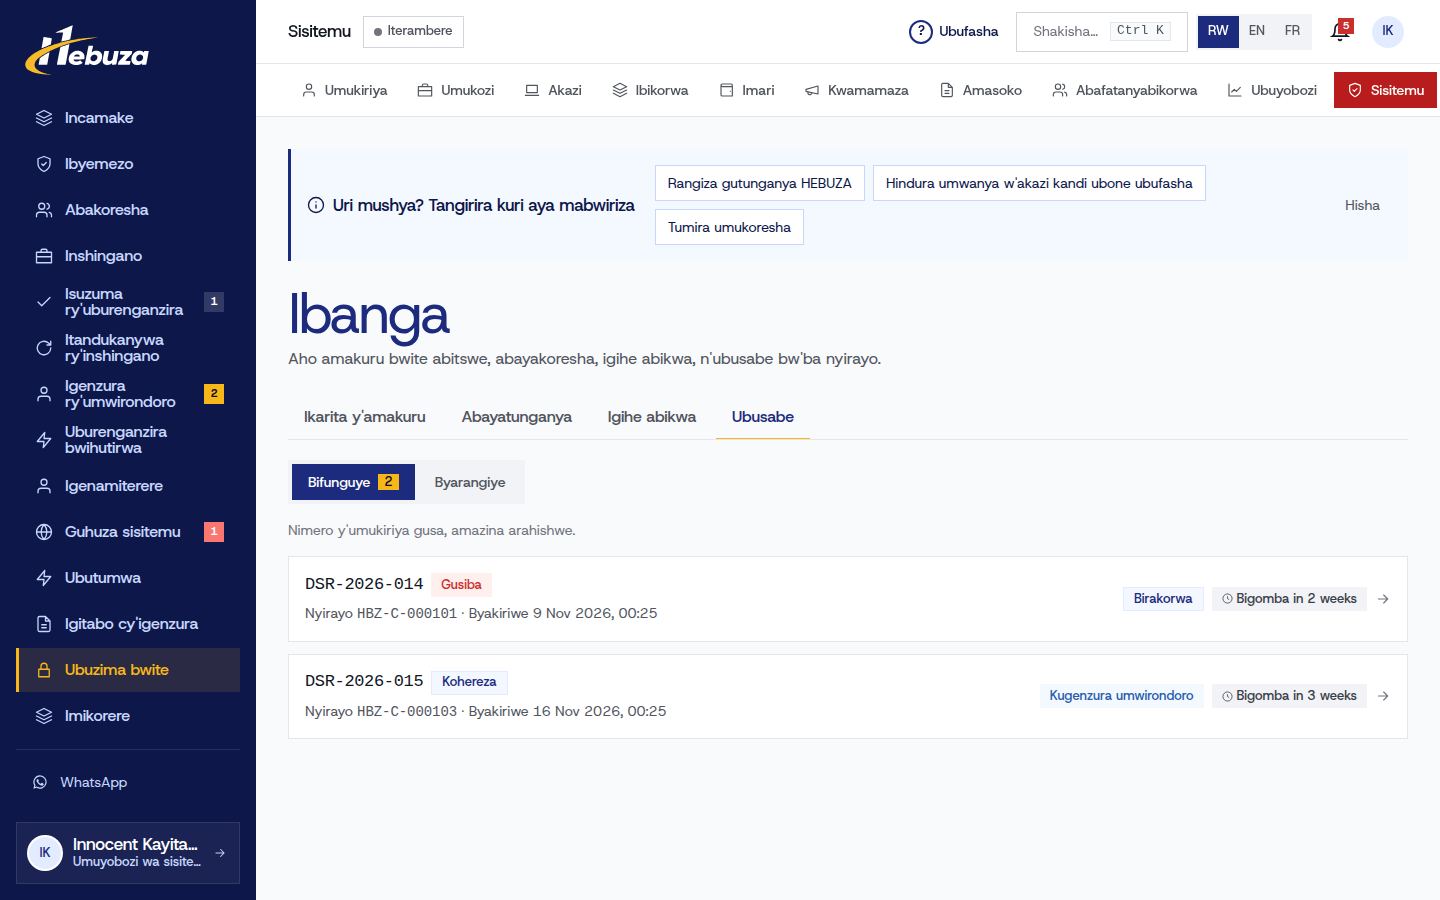 Hebuza
Incamake
Ibyemezo
Abakoresha
Inshingano
Isuzuma
ry'uburenganzira
1
Itandukanywa
ry'inshingano
Igenzura
ry'umwirondoro
2
Uburenganzira
bwihutirwa
Igenamiterere
Guhuza sisitemu 1
Ubutumwa
Igitabo cy'igenzura
Ubuzima bwite
Imikorere
WhatsApp
IK
Innocent Kayita...
Umuyobozi wa sisite...
Sisitemu Iterambere ? Ubufasha Shakisha... Ctrl K RW EN FR 5 IK
Umukiriya Umukozi Akazi Ibikorwa Imari Kwamamaza Amasoko Abafatanyabikorwa Ubuyobozi Sisitemu
Uri mushya? Tangirira kuri aya mabwiriza
Rangiza gutunganya HEBUZA Hindura umwanya w'akazi kandi ubone ubufasha
Tumira umukoresha
Hisha
Ibanga
Aho amakuru bwite abitswe, abayakoresha, igihe abikwa, n'ubusabe bw'ba nyirayo.
Ikarita y'amakuru Abayatunganya Igihe abikwa Ubusabe
Bifunguye 2 Byarangiye
Nimero y'umukiriya gusa, amazina arahishwe.
DSR-2026-014 Gusiba
Nyirayo HBZ-C-000101 · Byakiriwe 9 Nov 2026, 00:25
Birakorwa Bigomba in 2 weeks
DSR-2026-015 Kohereza
Nyirayo HBZ-C-000103 · Byakiriwe 16 Nov 2026, 00:25
Kugenzura umwirondoro Bigomba in 3 weeks